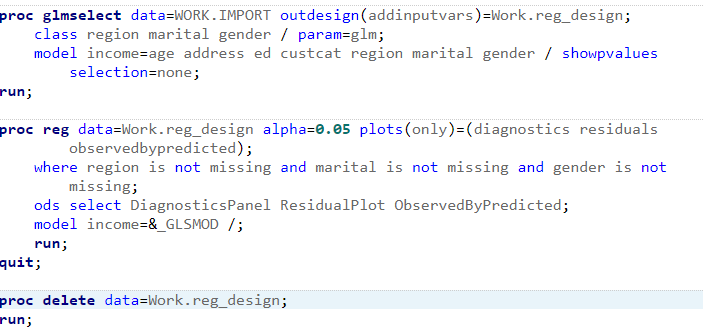 proc glmselect data=WORK.IMPORT outdesign(addinputvars)=Work.reg_design;
class region marital gender / param=glm;
model income=age address ed custcat region marital gender / showpvalues
selection=none;
run;
proc reg data=Work.reg_design alpha=0.05 plots(only)=(diagnostics residuals
observedbypredicted);
where region is not missing and marital is not missing and gender is not
missing;
ods select DiagnosticsPanel ResidualPlot ObservedByPredicted;
model income=&_GLSMOD /;
run;
quit;
proc delete data=Work.reg_design;
run;